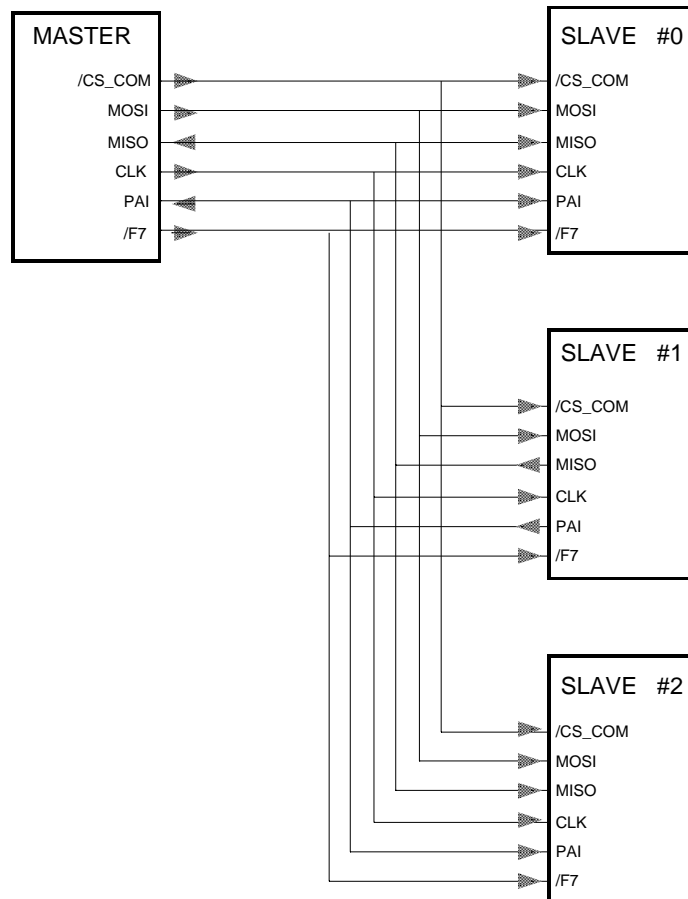 MASTER
/CS_COM
MOSI
MISO
CLK
PAI
/F7
SLAVE #0
/CS_COM
MOSI
MISO
CLK
PAI
/F7
SLAVE #1
/CS_COM
MOSI
MISO
CLK
PAI
/F7
SLAVE #2
/CS_COM
MOSI
MISO
CLK
PAI
/F7